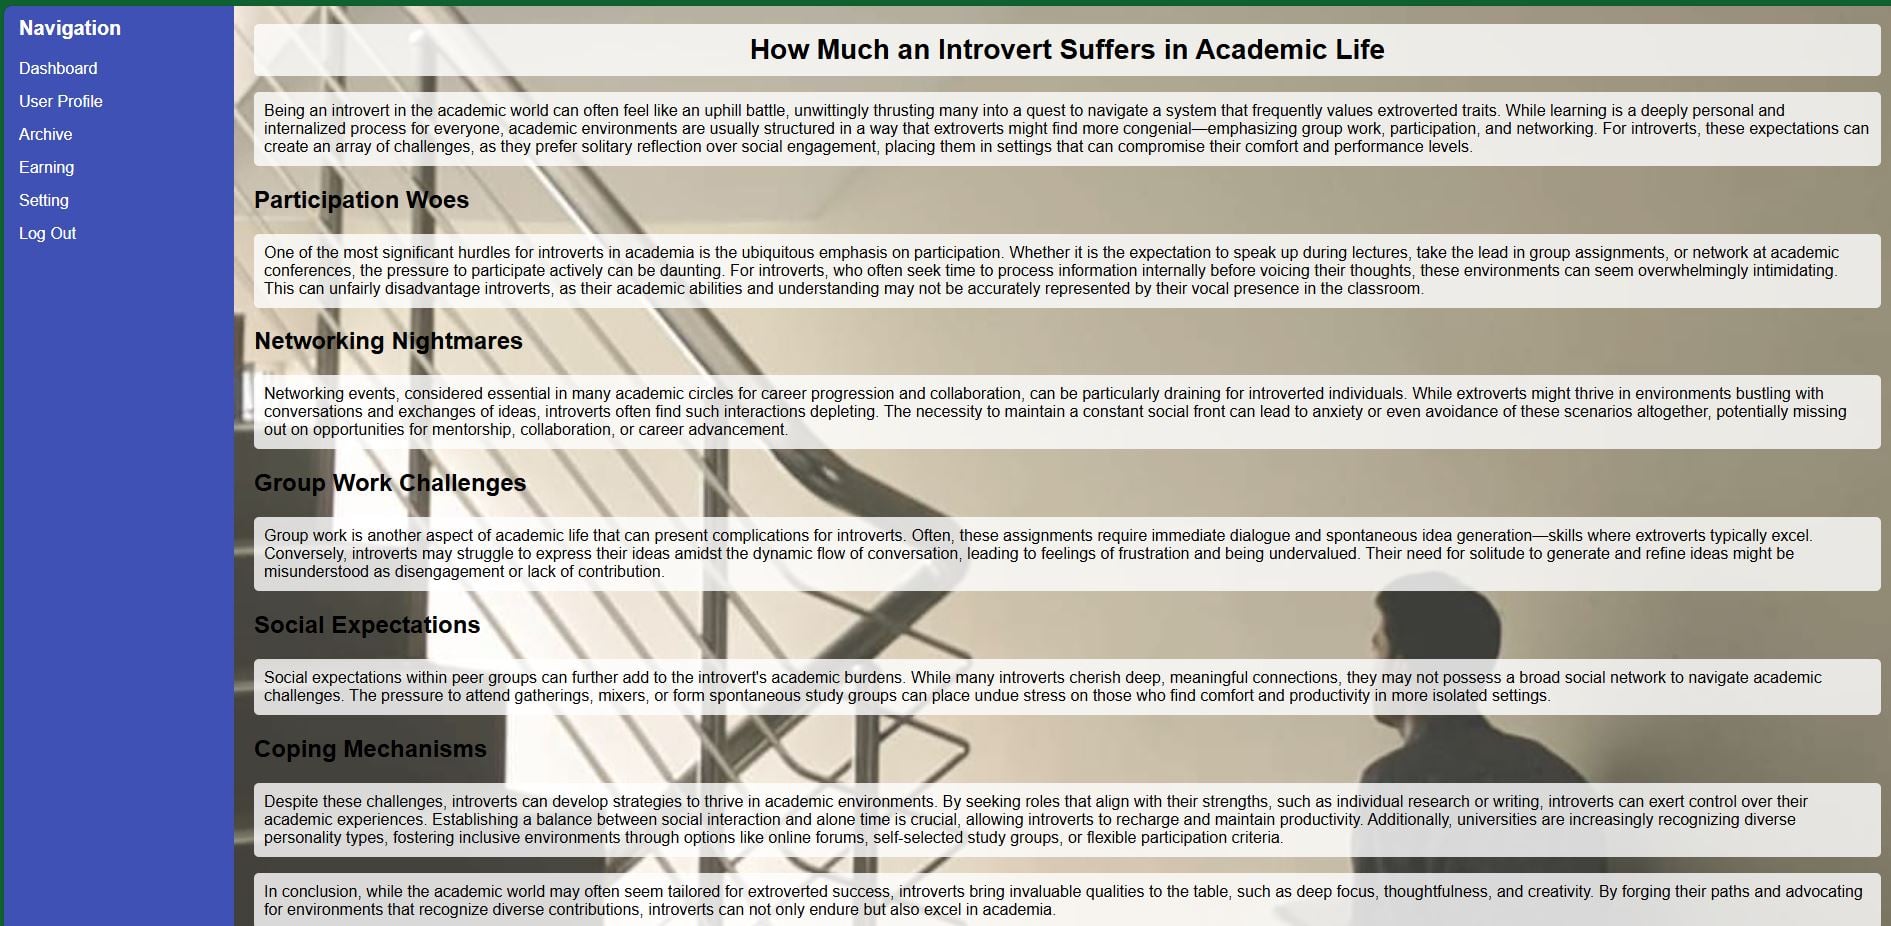 Navigation
Dashboard
User Profile
Archive
Earning
Setting
Log Out
How Much an Introvert Suffers in Academic Life
Being an introvert in the academic world can often feel like an uphill battle, unwittingly thrusting many into a quest to navigate a system that frequently values extroverted traits. While learning is a deeply personal and
internalized process for everyone, academic environments are usually structured in a way that extroverts might find more congenial—emphasizing group work, participation, and networking. For introverts, these expectations can
create an array of challenges, as they prefer solitary reflection over social engagement, placing them in settings that can compromise their comfort and performance levels.
Participation Woes
One of the most significant hurdles for introverts in academia is the ubiquitous emphasis on participation. Whether it is the expectation to speak up during lectures, take the lead in group assignments, or network at academic
conferences, the pressure to participate actively can be daunting. For introverts, who often seek time to process information internally before voicing their thoughts, these environments can seem overwhelmingly intimidating.
This can unfairly disadvantage introverts, as their academic abilities and understanding may not be accurately represented by their vocal presence in the classroom.
Networking Nightmares
Networking events, considered essential in many academic circles for career progression and collaboration, can be particularly draining for introverted individuals. While extroverts might thrive in environments bustling with
conversations and exchanges of ideas, introverts often find such interactions depleting. The necessity to maintain a constant social front can lead to anxiety or even avoidance of these scenarios altogether, potentially missing
out on opportunities for mentorship, collaboration, or career advancement.
Group Work Challenges
Group work is another aspect of academic life that can present complications for introverts. Often, these assignments require immediate dialogue and spontaneous idea generation—skills where extroverts typically excel.
Conversely, introverts may struggle to express their ideas amidst the dynamic flow of conversation, leading to feelings of frustration and being undervalued. Their need for solitude to generate and refine ideas might be
misunderstood as disengagement or lack of contribution.
Social Expectations
Social expectations within peer groups can further add to the introvert's academic burdens. While many introverts cherish deep, meaningful connections, they may not possess a broad social network to navigate academic
challenges. The pressure to attend gatherings, mixers, or form spontaneous study groups can place undue stress on those who find comfort and productivity in more isolated settings.
Coping Mechanisms
Despite these challenges, introverts can develop strategies to thrive in academic environments. By seeking roles that align with their strengths, such as individual research or writing, introverts can exert control over their
academic experiences. Establishing a balance between social interaction and alone time is crucial, allowing introverts to recharge and maintain productivity. Additionally, universities are increasingly recognizing diverse
personality types, fostering inclusive environments through options like online forums, self-selected study groups, or flexible participation criteria.
In conclusion, while the academic world may often seem tailored for extroverted success, introverts bring invaluable qualities to the table, such as deep focus, thoughtfulness, and creativity. By forging their paths and advocating
for environments that recognize diverse contributions, introverts can not only endure but also excel in academia.